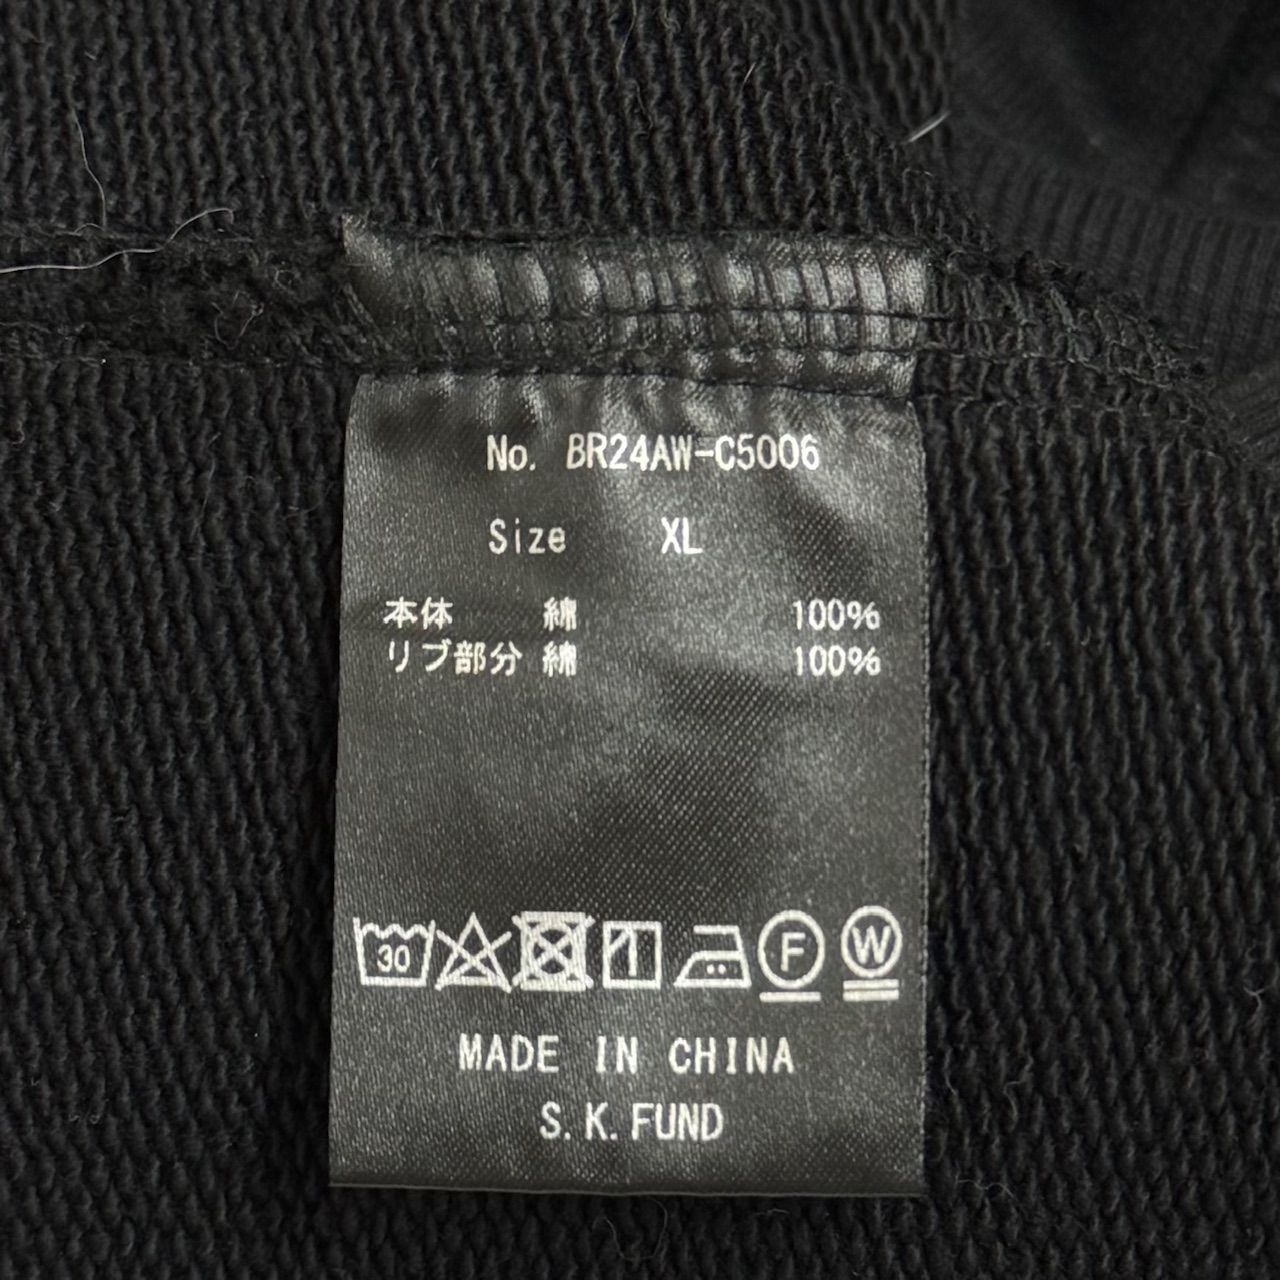 No. BR24AW-C5006
Size XL
本体 綿 100%
リブ部分 綿 100%
30 F W
MADE IN CHINA
S.K.FUND